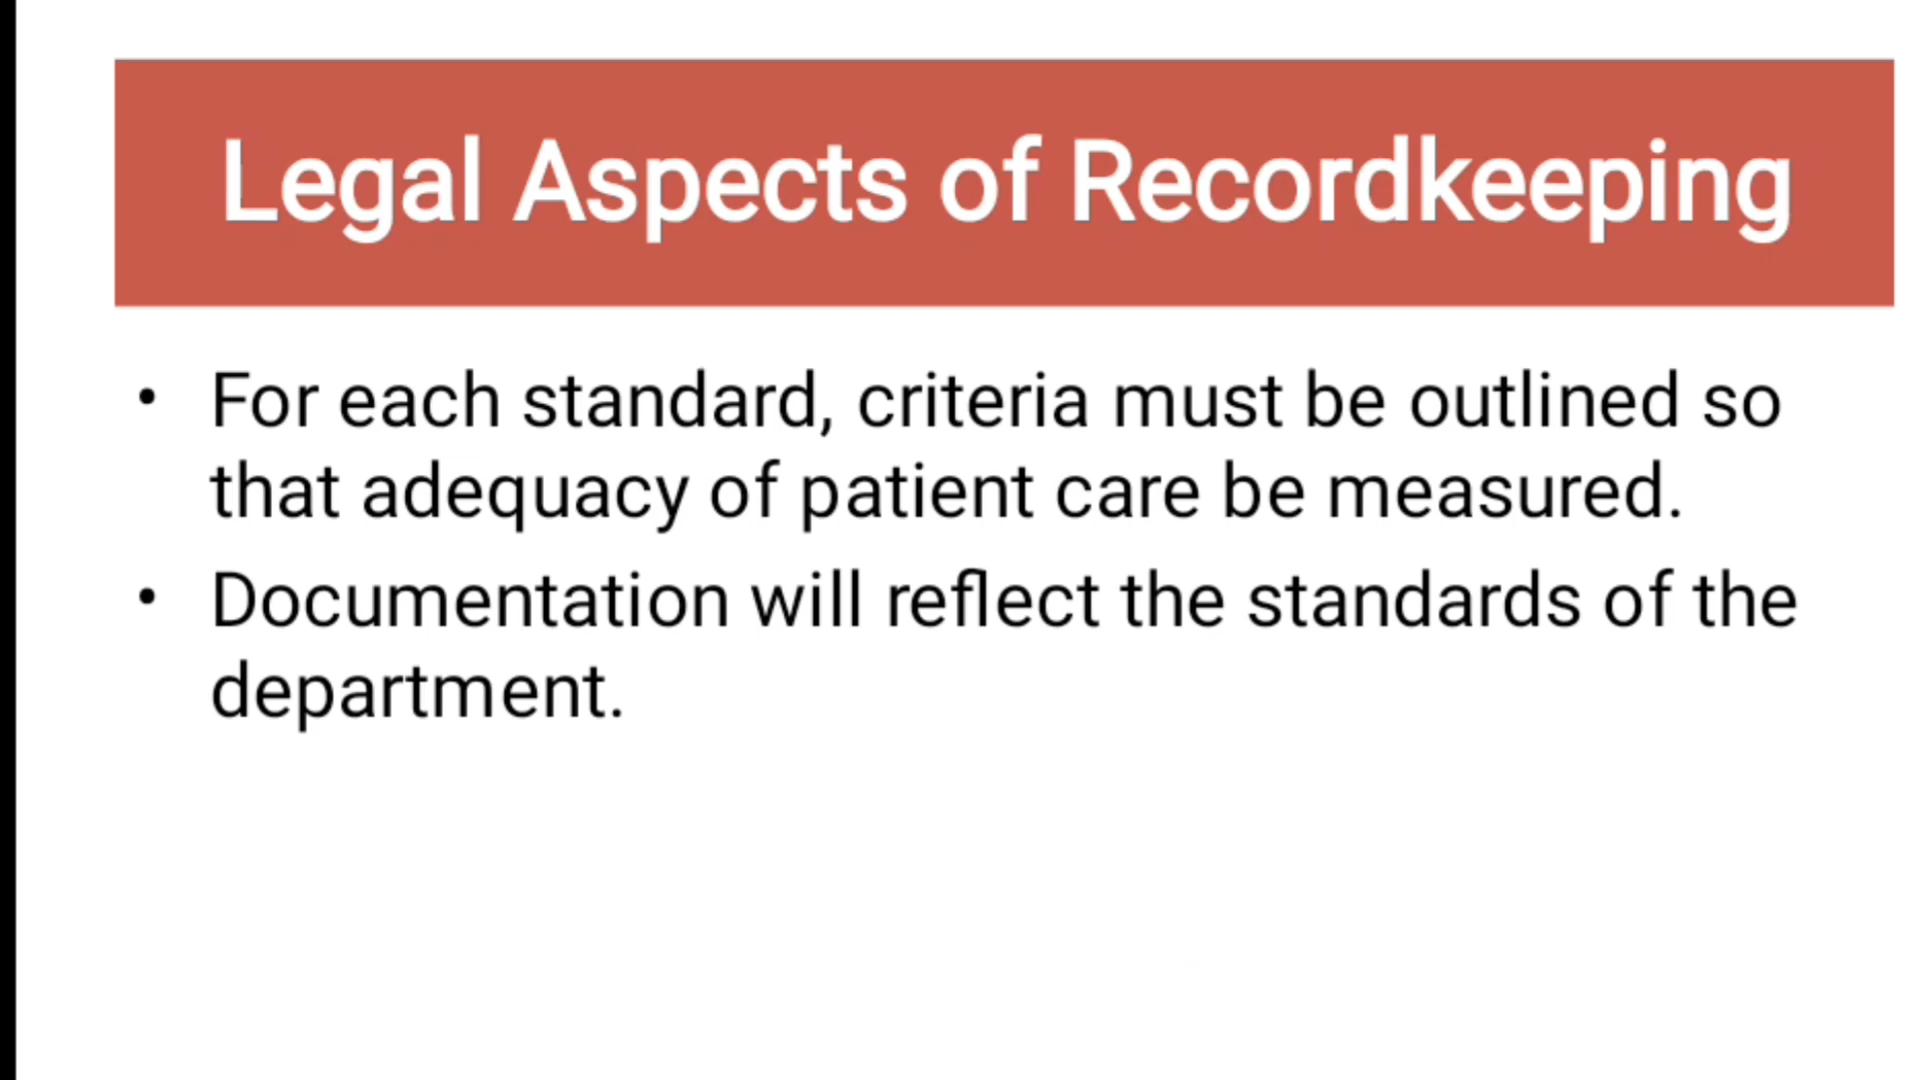 Legal Aspects of Recordkeeping
• For each standard, criteria must be outlined so
that adequacy of patient care be measured.
• Documentation will reflect the standards of the
department.